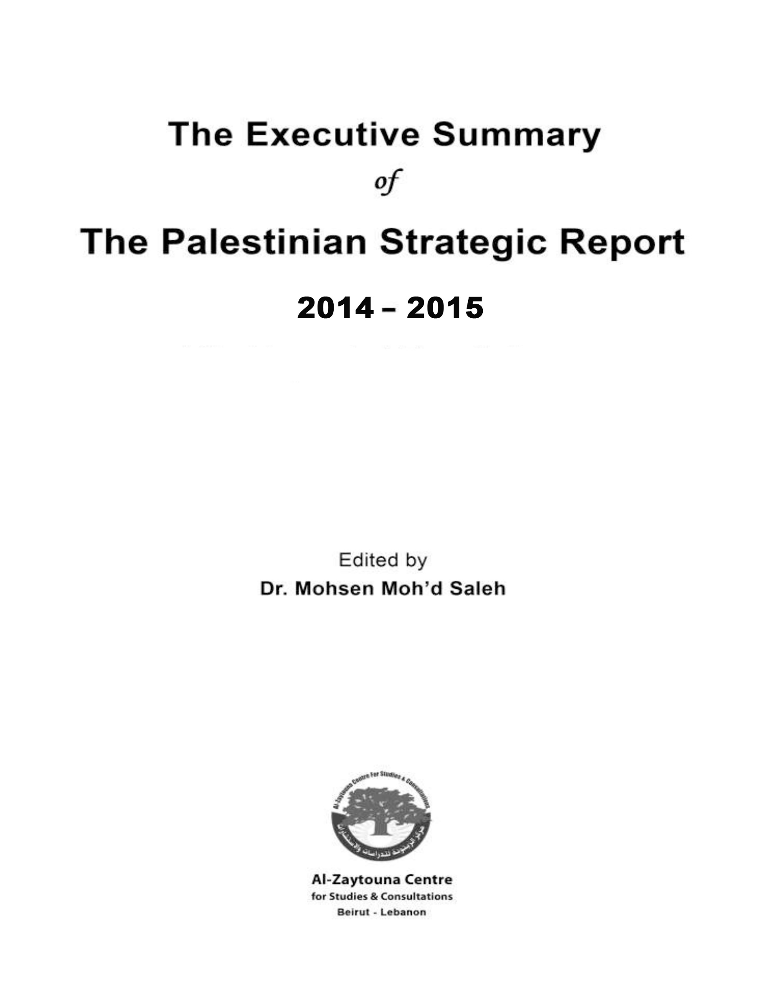 The Executive Summary
of
The Palestinian Strategic Report
2014 – 2015
Edited by
Dr. Mohsen Moh’d Saleh
Al-Zaytouna Centre For Studies & Consultations
مركز الزيتونة للدراسات والاستشارات
Al-Zaytouna Centre
for Studies & Consultations
Beirut - Lebanon